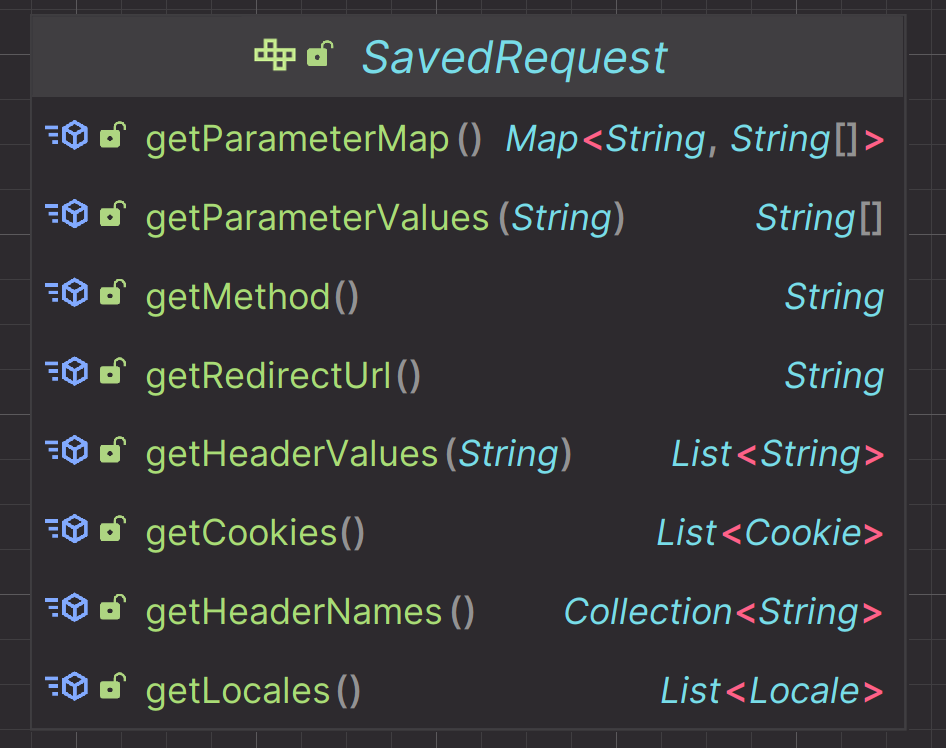 SavedRequest
getParameterMap() Map<String, String[]>
getParameterValues(String) String[]
getMethod() String
getRedirectUrl() String
getHeaderValues(String) List<String>
getCookies() List<Cookie>
getHeaderNames() Collection<String>
getLocales() List<Locale>